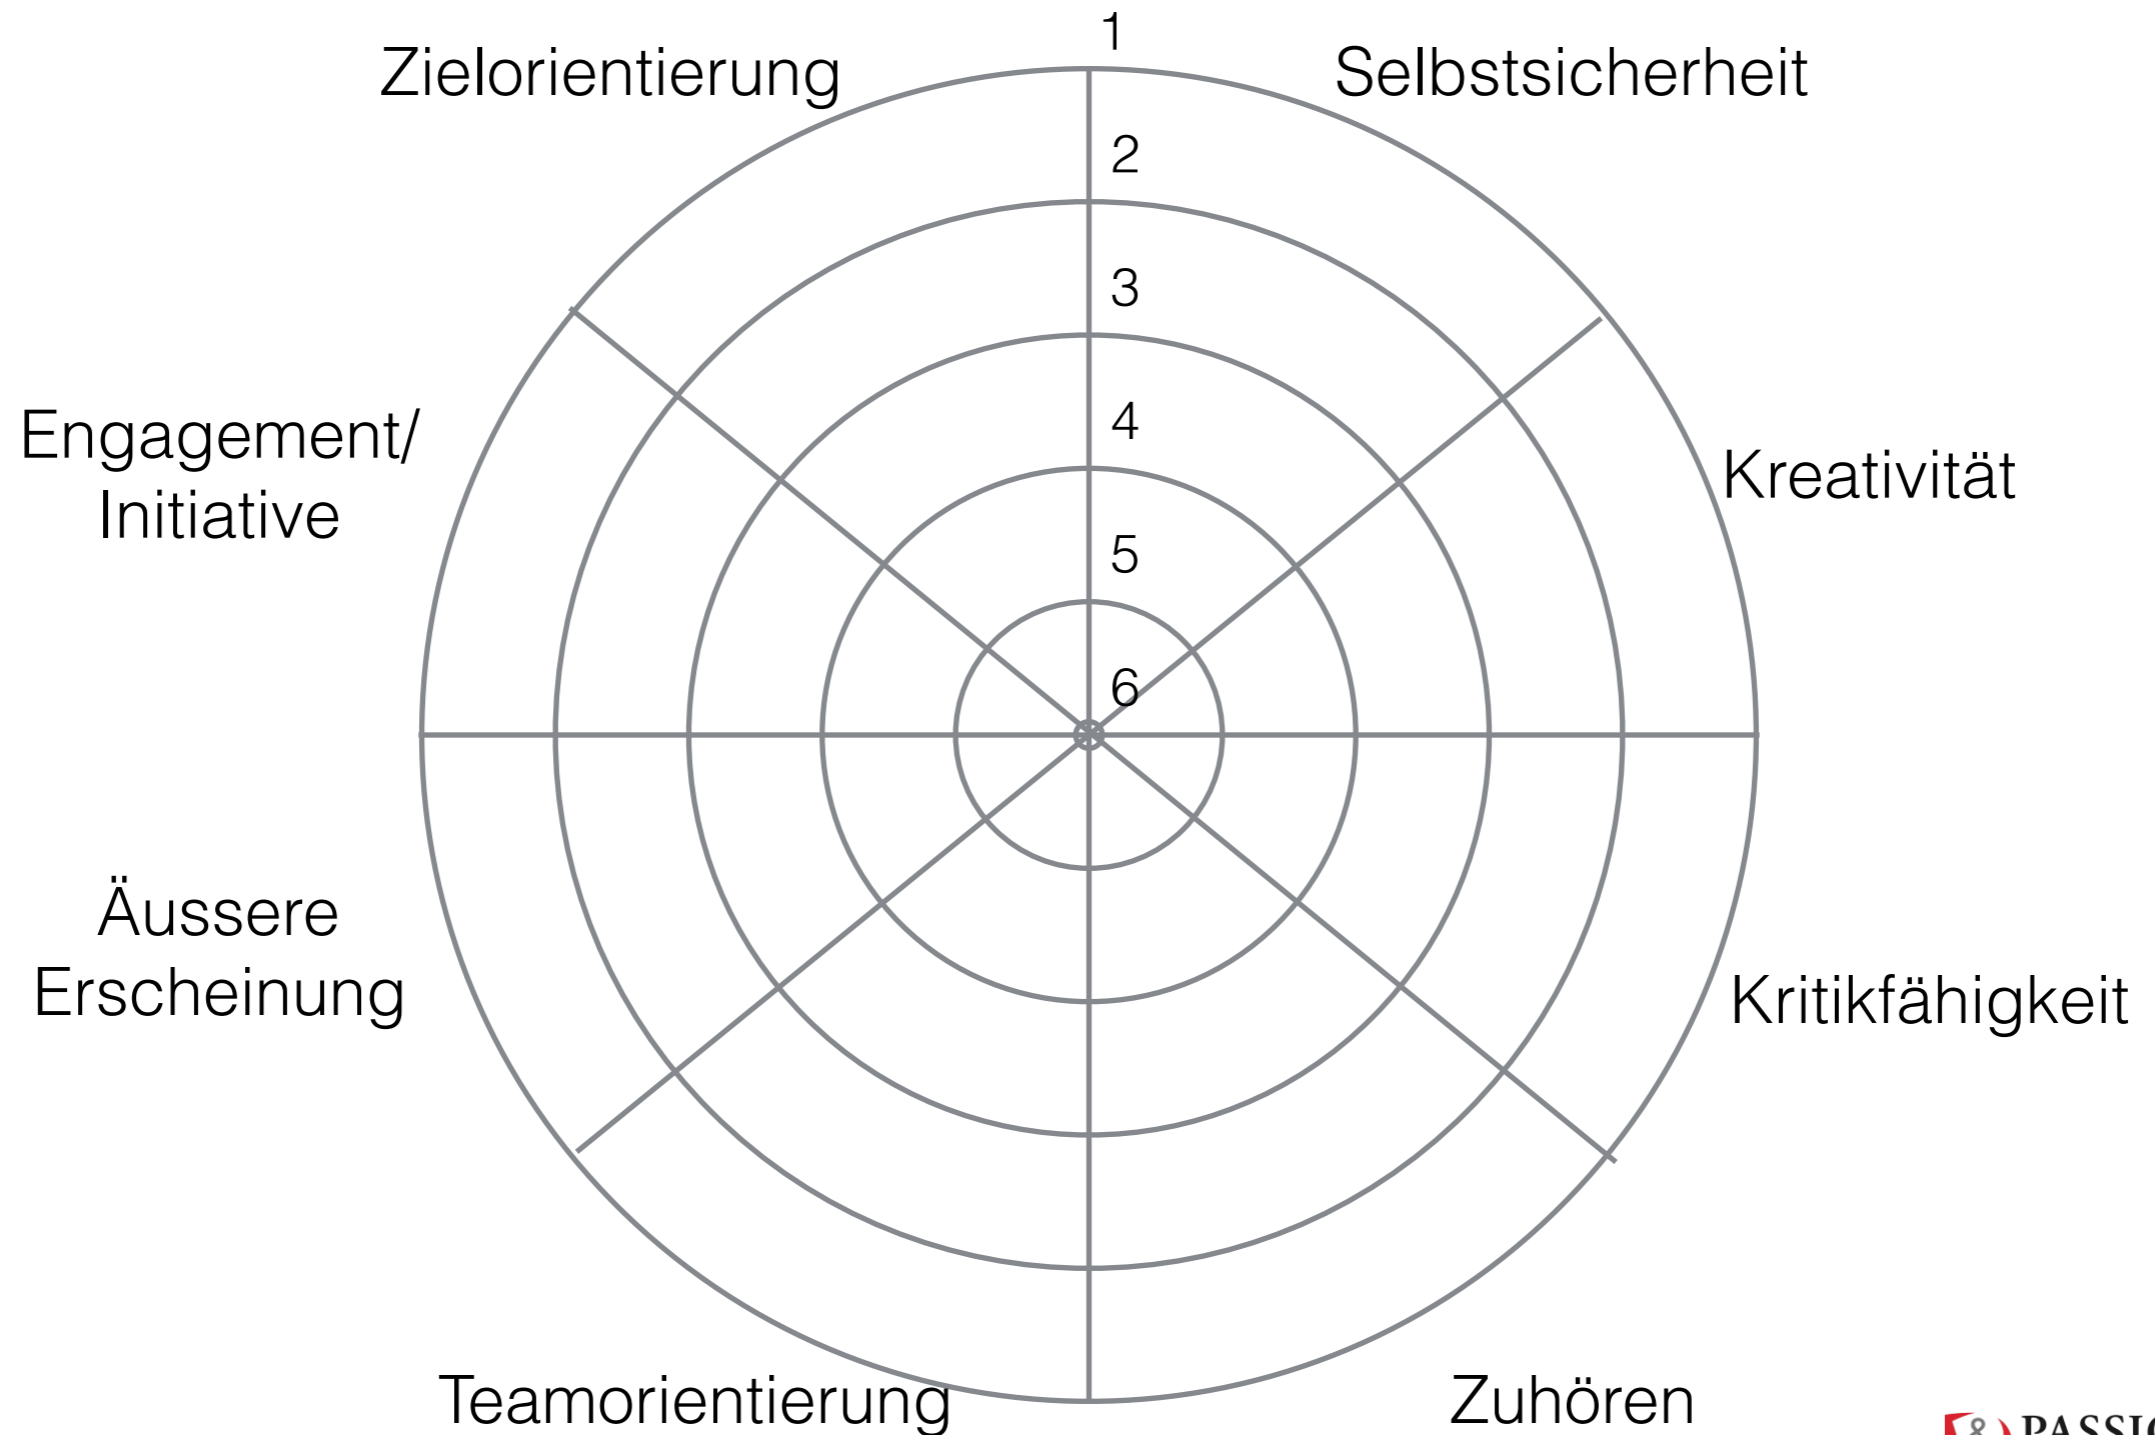 1
Zielorientierung
Selbstsicherheit
2
3
4
Engagement/
Initiative
Kreativität
5
6
Äussere
Erscheinung
Kritikfähigkeit
Teamorientierung
Zuhören
&